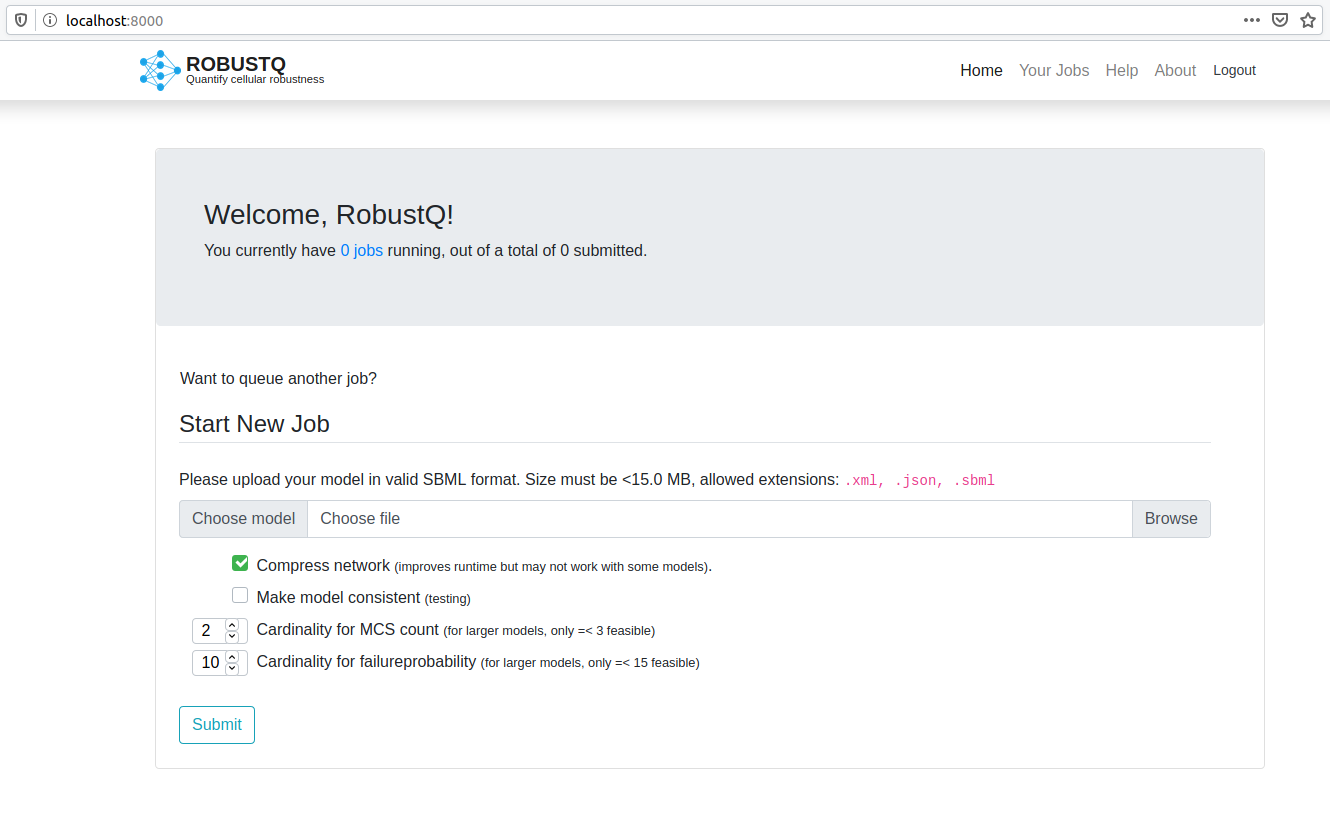 localhost:8000
ROBUSTQ
Quantify cellular robustness
Home Your Jobs Help About Logout
Welcome, RobustQ!
You currently have 0 jobs running, out of a total of 0 submitted.
Want to queue another job?
Start New Job
Please upload your model in valid SBML format. Size must be <15.0 MB, allowed extensions: .xml, .json, .sbml
Choose model Choose file Browse
Compress network (improves runtime but may not work with some models).
Make model consistent (testing)
2 Cardinality for MCS count (for larger models, only =< 3 feasible)
10 Cardinality for failureprobability (for larger models, only =< 15 feasible)
Submit